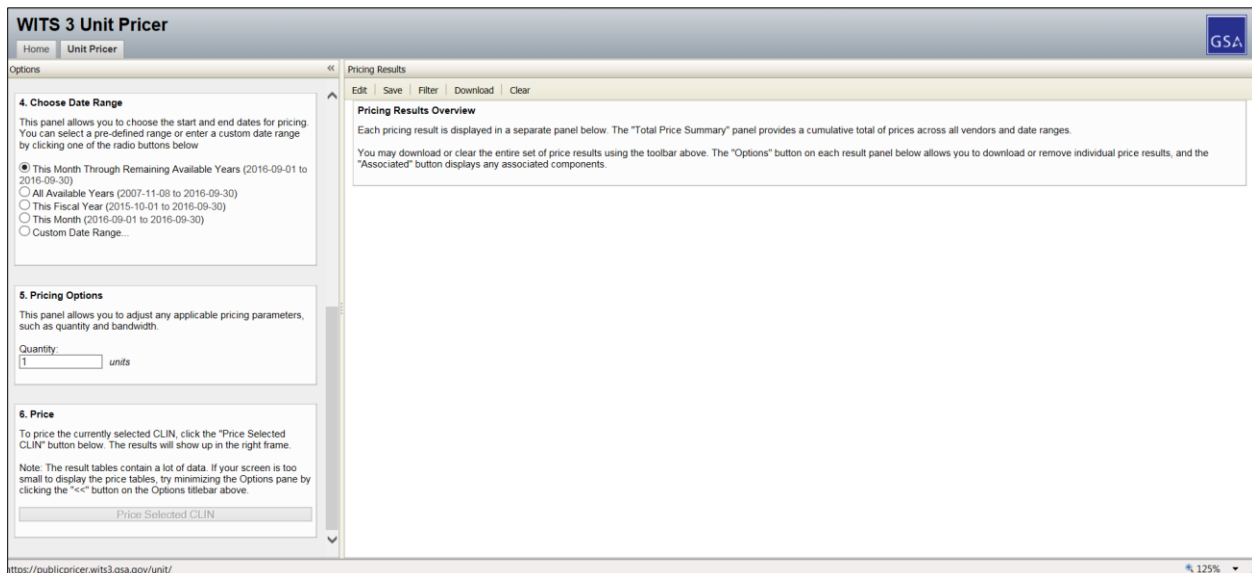 WITS 3 Unit Pricer
Home Unit Pricer
GSA
Options «
4. Choose Date Range
This panel allows you to choose the start and end dates for pricing.
You can select a pre-defined range or enter a custom date range
by clicking one of the radio buttons below
This Month Through Remaining Available Years (2016-09-01 to
2016-09-30)
All Available Years (2007-11-08 to 2016-09-30)
This Fiscal Year (2015-10-01 to 2016-09-30)
This Month (2016-09-01 to 2016-09-30)
Custom Date Range...
5. Pricing Options
This panel allows you to adjust any applicable pricing parameters,
such as quantity and bandwidth.
Quantity:
1 units
6. Price
To price the currently selected CLIN, click the "Price Selected
CLIN" button below. The results will show up in the right frame.
Note: The result tables contain a lot of data. If your screen is too
small to display the price tables, try minimizing the Options pane by
clicking the "<<" button on the Options titlebar above.
Price Selected CLIN
Pricing Results
Edit Save Filter Download Clear
Pricing Results Overview
Each pricing result is displayed in a separate panel below. The "Total Price Summary" panel provides a cumulative total of prices across all vendors and date ranges.
You may download or clear the entire set of price results using the toolbar above. The "Options" button on each result panel below allows you to download or remove individual price results, and the
"Associated" button displays any associated components.
https://publicpricer.wits3.gsa.gov/unit/
125%